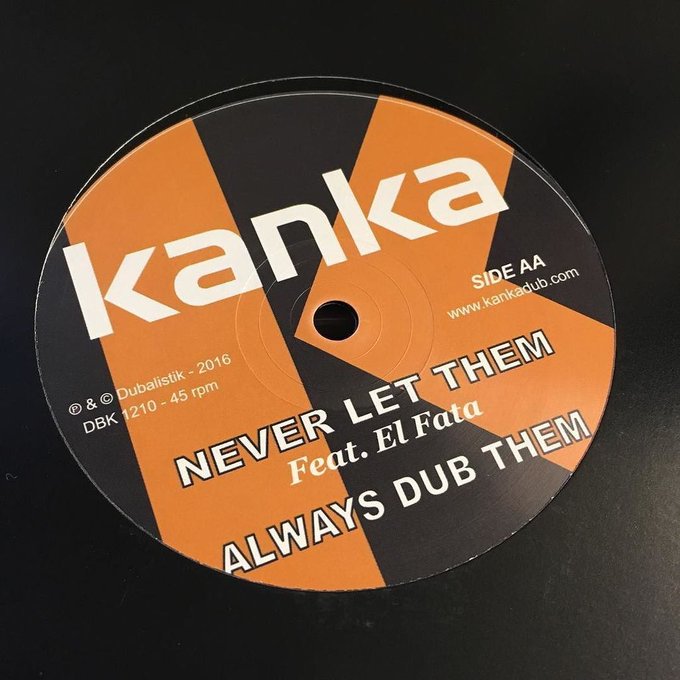 kanka
SIDE AA
www.kankadub.com
℗ & © Dubalistik - 2016
DBK 1210 - 45 rpm
NEVER LET THEM
Feat. El Fata
ALWAYS DUB THEM